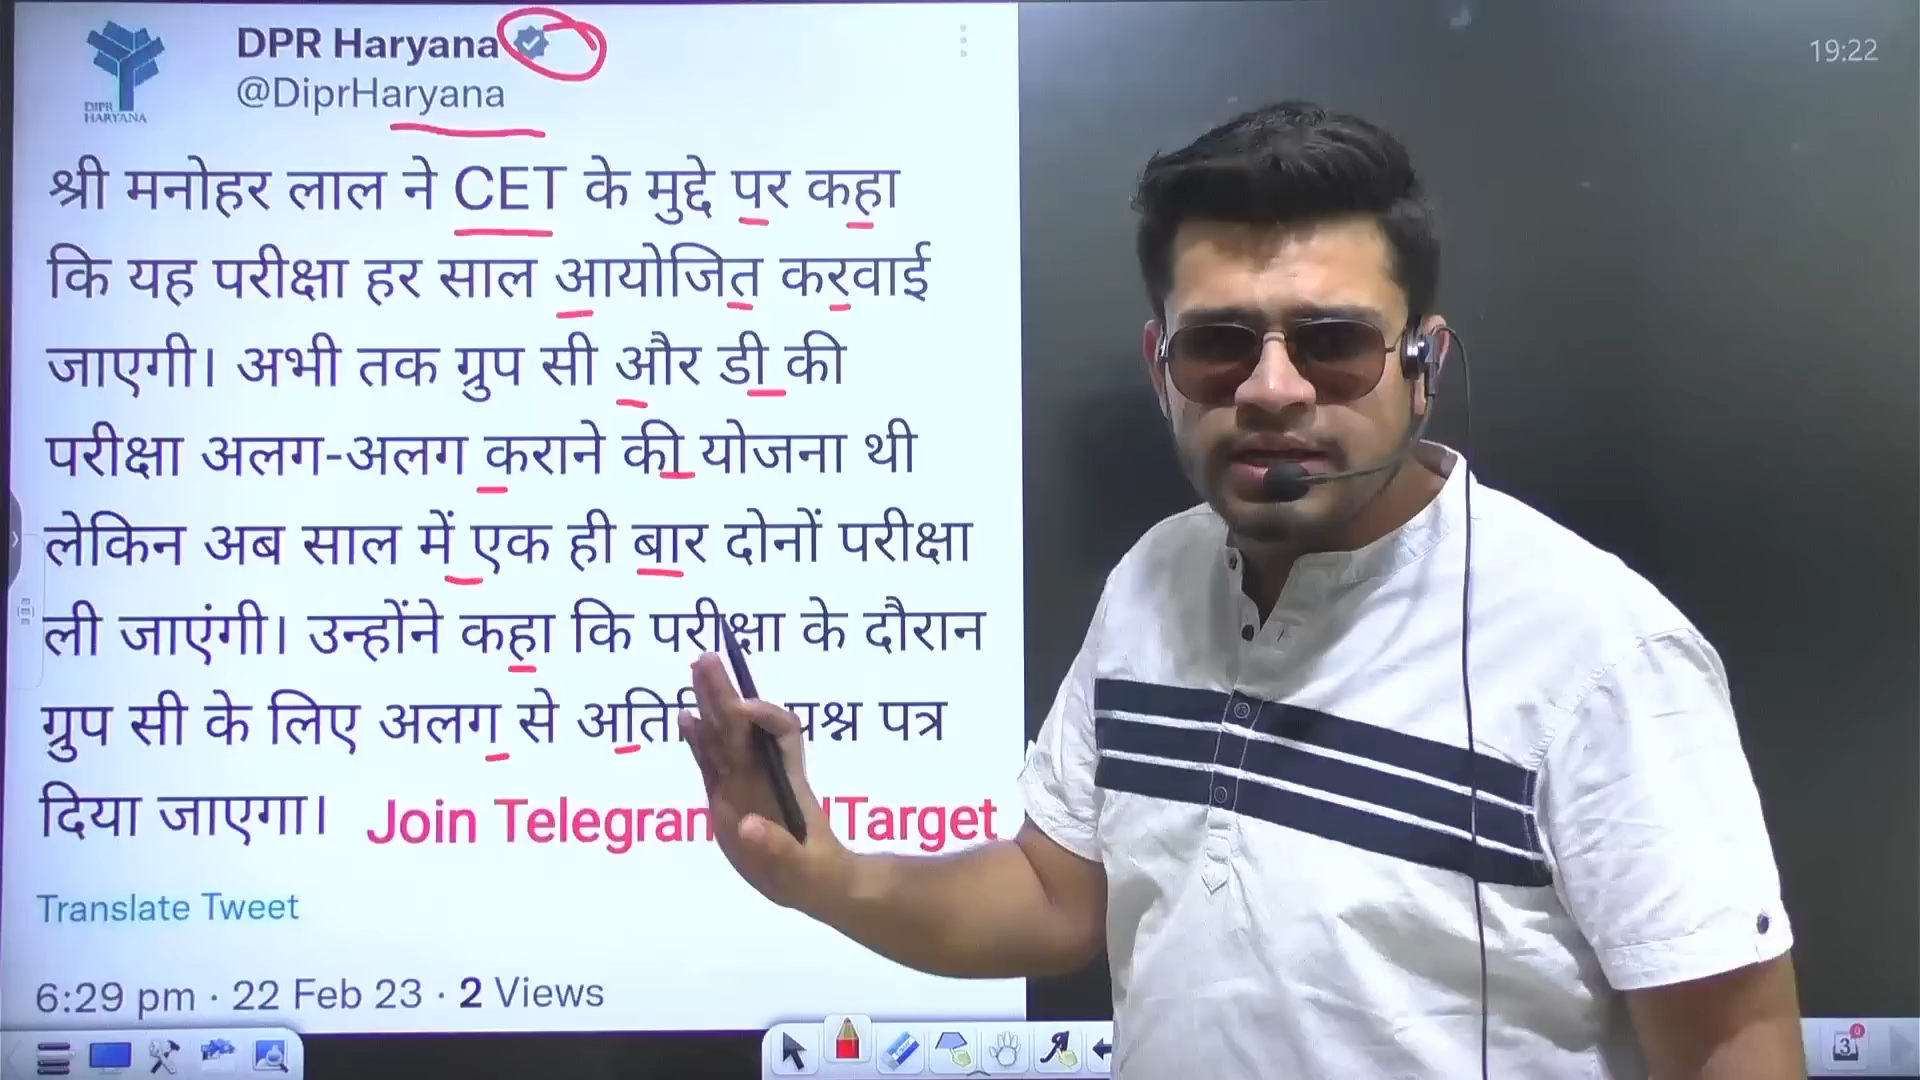 DPR Haryana
@DiprHaryana
DIPR
HARYANA
19:22
श्री मनोहर लाल ने CET के मुद्दे पर कहा
कि यह परीक्षा हर साल आयोजित करवाई
जाएगी। अभी तक ग्रुप सी और डी की
परीक्षा अलग-अलग कराने की योजना थी
लेकिन अब साल में एक ही बार दोनों परीक्षा
ली जाएंगी। उन्होंने कहा कि परीक्षा के दौरान
ग्रुप सी के लिए अलग से प्रश्न पत्र
दिया जाएगा।
Join Telegram Target
Translate Tweet
6:29 pm · 22 Feb 23 · 2 Views
3